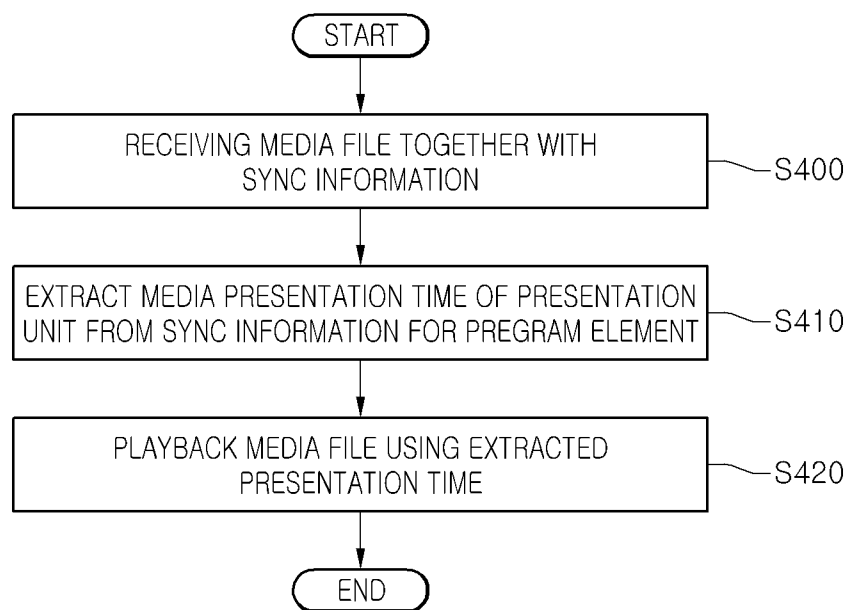 START
RECEIVING MEDIA FILE TOGETHER WITH
SYNC INFORMATION
S400
EXTRACT MEDIA PRESENTATION TIME OF PRESENTATION
UNIT FROM SYNC INFORMATION FOR PREGRAM ELEMENT
S410
PLAYBACK MEDIA FILE USING EXTRACTED
PRESENTATION TIME
S420
END